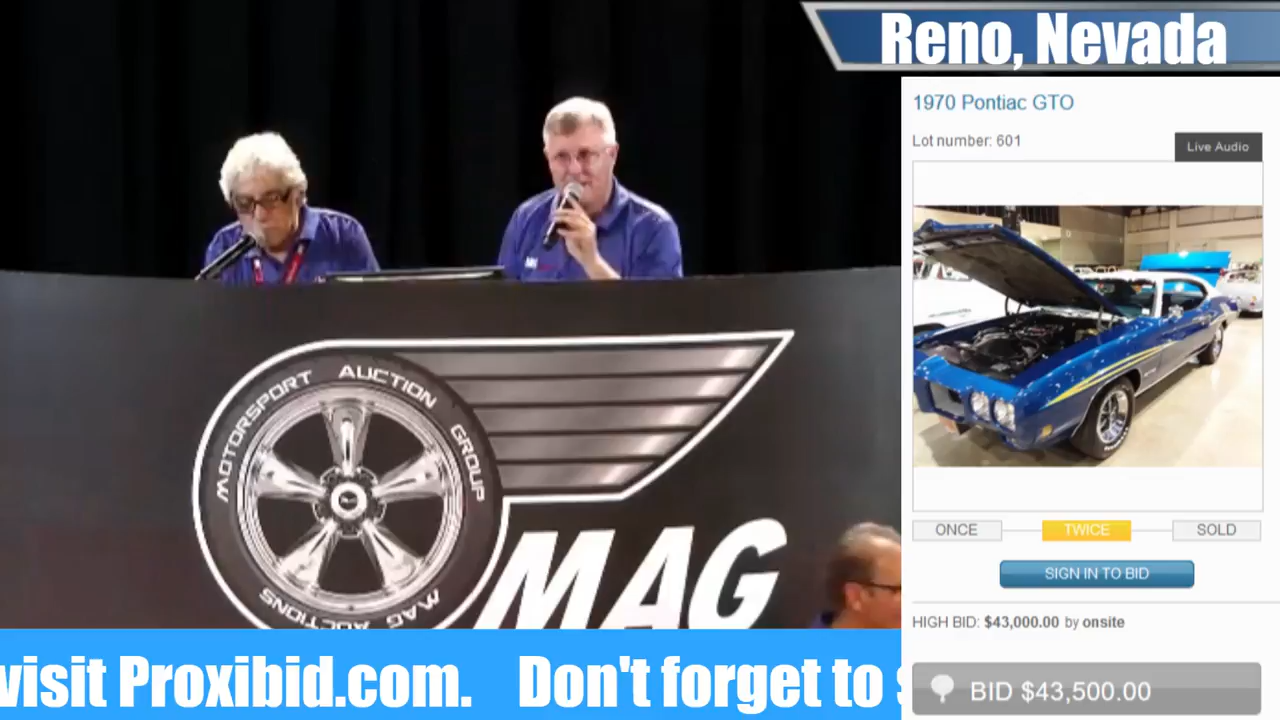 Reno, Nevada
1970 Pontiac GTO
Lot number: 601
Live Audio
MOTORSPORT AUCTION GROUP
MAG AUCTIONS
MAG
ONCE
TWICE
SOLD
SIGN IN TO BID
HIGH BID: $43,000.00 by onsite
BID $43,500.00
visit Proxibid.com. Don't forget to